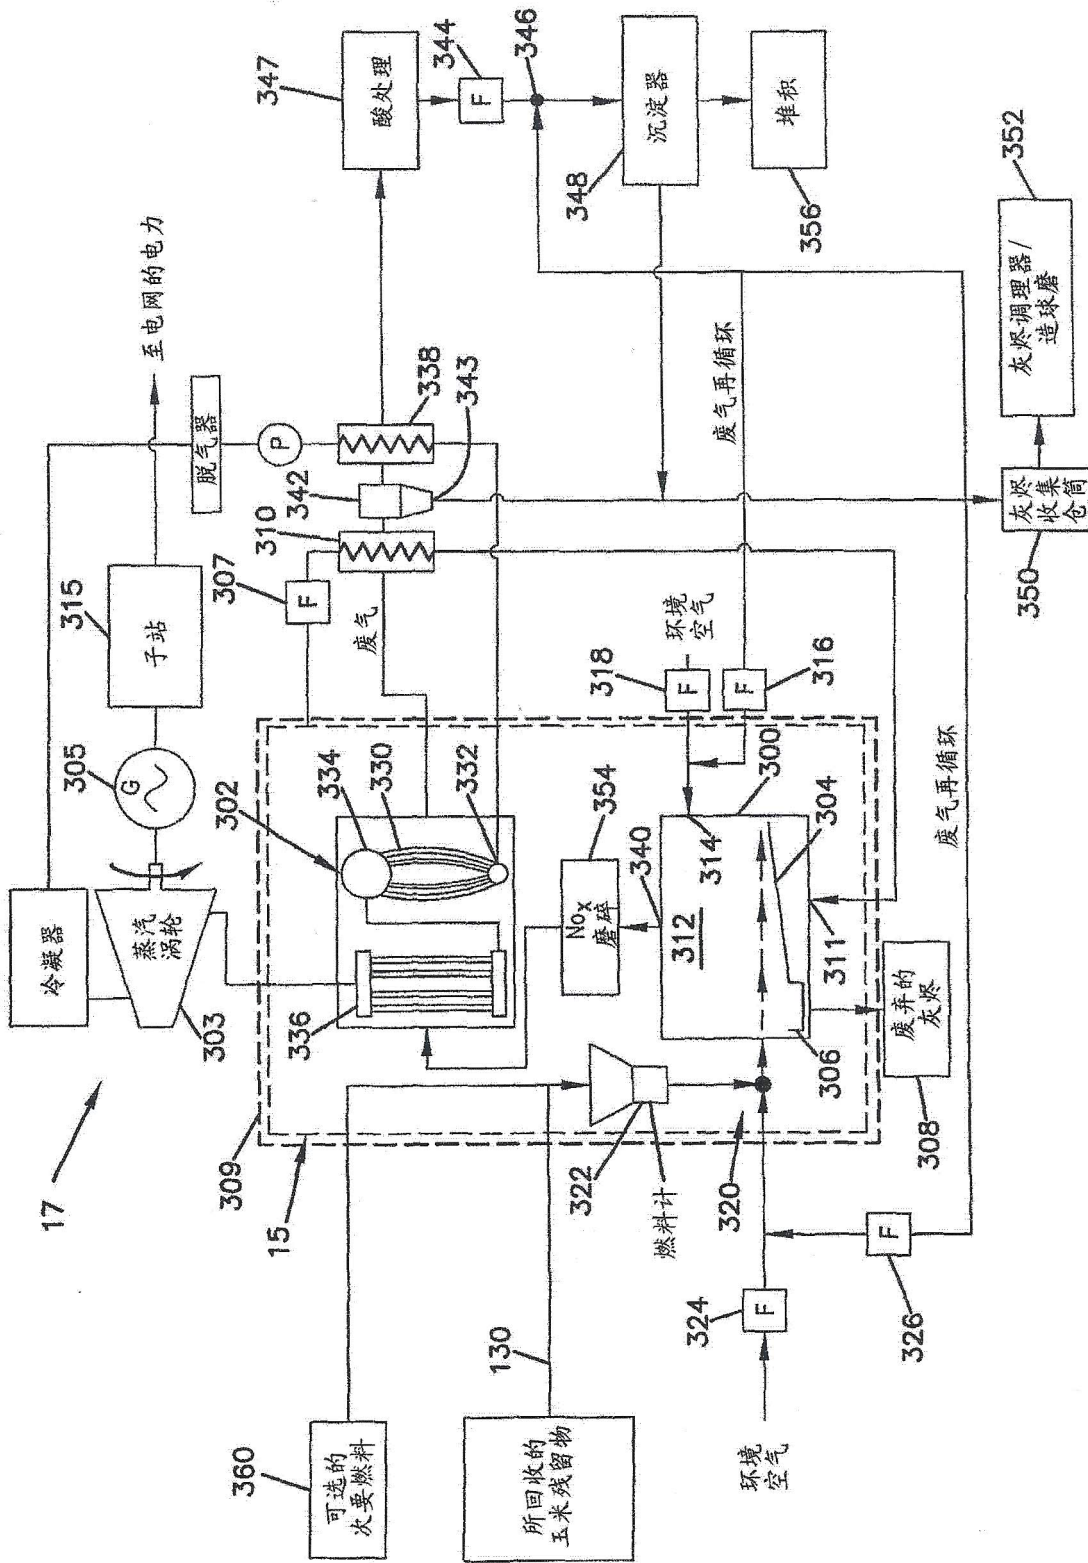 17
冷凝器
蒸汽
涡轮
303
G
305
子站
315
至电网的电力
脱气器
P
309
15
302
334
330
332
336
废气
F
307
310
342
338
343
酸处理
347
F
344
346
沉淀器
348
堆积
356
360
可选的
次要燃料
130
所回收的
玉米残留物
322
燃料计
320
NOx
磨碎
354
340
312
314
300
304
306
311
F
318
环境
空气
F
316
废气再循环
废弃的
灰烬
308
F
324
环境
空气
F
326
废气再循环
灰烬
收集
仓筒
350
灰烬调理器/
造球磨
352